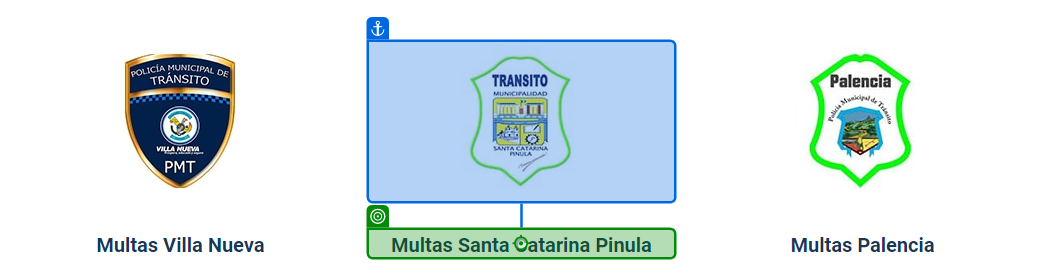 POLICÍA MUNICIPAL DE
TRÁNSITO
VILLA NUEVA
PMT
TRANSITO
MUNICIPALIDAD
SANTA CATARINA
PINULA
Palencia
Policía Municipal de Tránsito
Multas Villa Nueva
Multas Santa Catarina Pinula
Multas Palencia